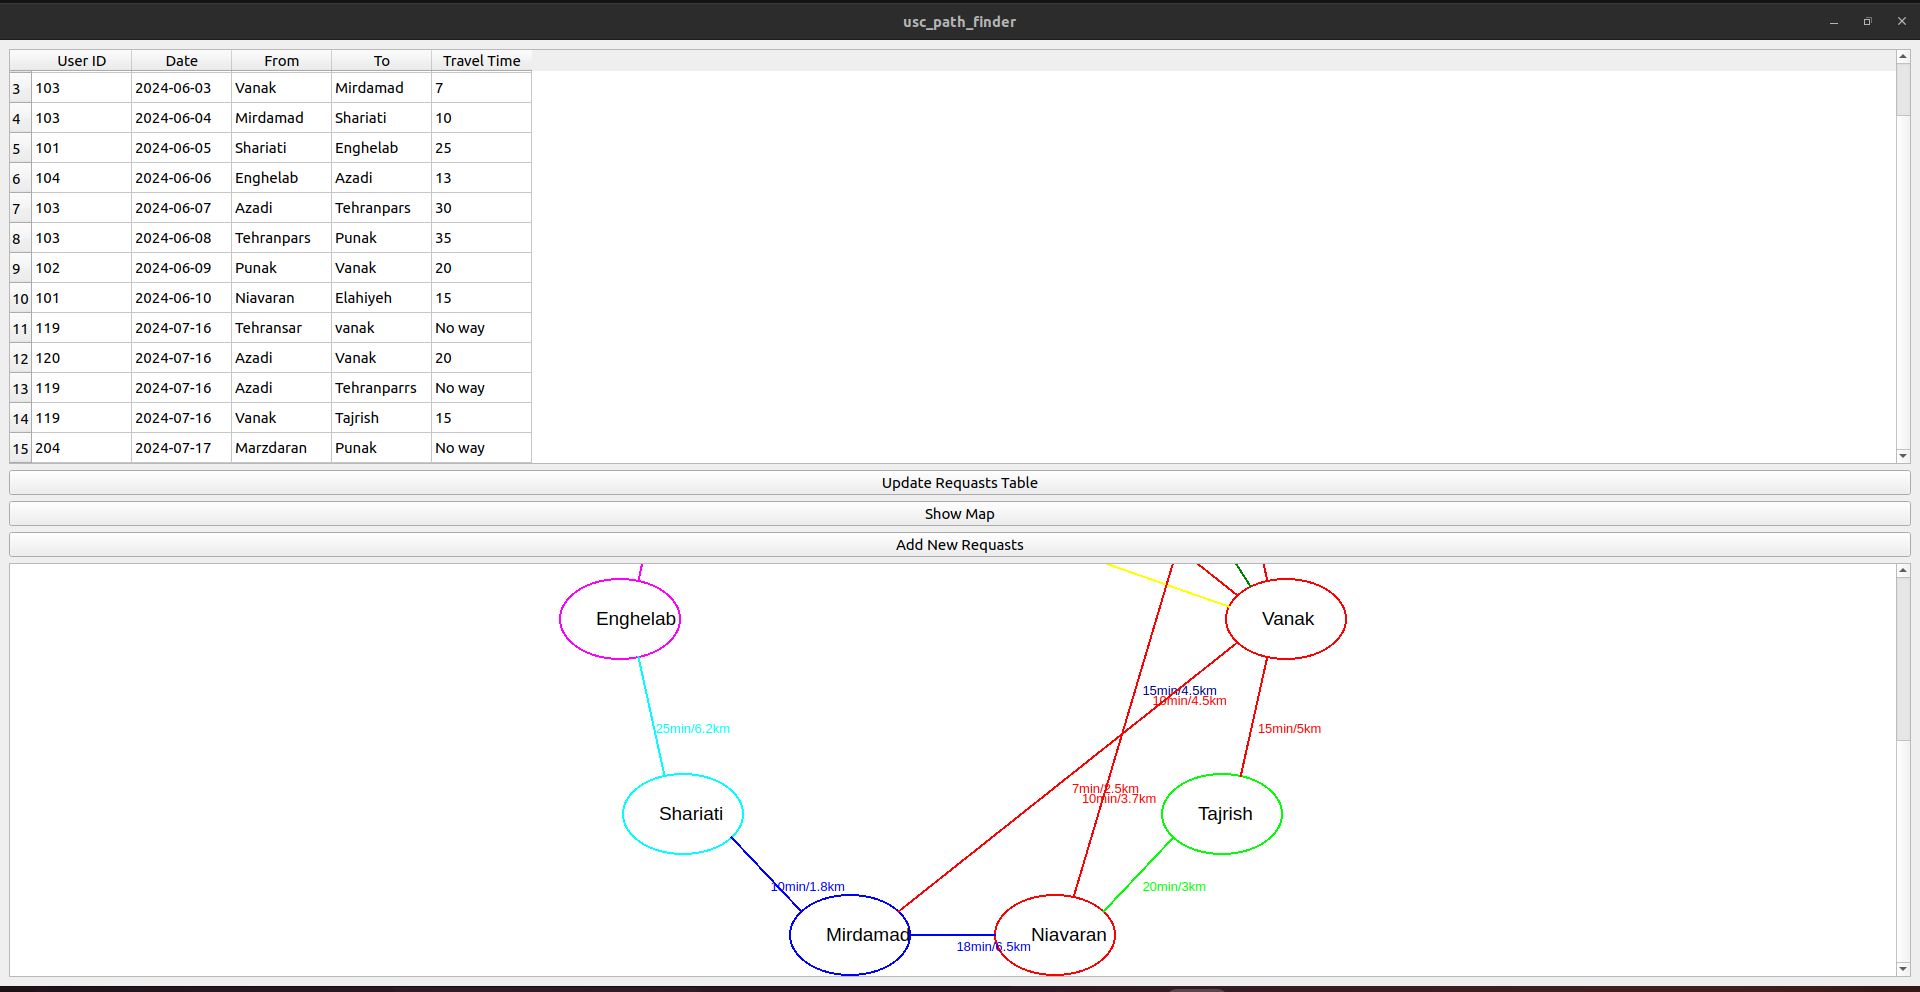 usc_path_finder
User ID Date From To Travel Time
3 103 2024-06-03 Vanak Mirdamad 7
4 103 2024-06-04 Mirdamad Shariati 10
5 101 2024-06-05 Shariati Enghelab 25
6 104 2024-06-06 Enghelab Azadi 13
7 103 2024-06-07 Azadi Tehranpars 30
8 103 2024-06-08 Tehranpars Punak 35
9 102 2024-06-09 Punak Vanak 20
10 101 2024-06-10 Niavaran Elahiyeh 15
11 119 2024-07-16 Tehransar vanak No way
12 120 2024-07-16 Azadi Vanak 20
13 119 2024-07-16 Azadi Tehranparrs No way
14 119 2024-07-16 Vanak Tajrish 15
15 204 2024-07-17 Marzdaran Punak No way
Update Requasts Table
Show Map
Add New Requasts
Enghelab
Vanak
15min/4.5km
10min/4.5km
25min/6.2km
15min/5km
7min/2.5km
10min/3.7km
Shariati
Tajrish
10min/1.8km
20min/3km
Mirdamad
Niavaran
18min/6.5km